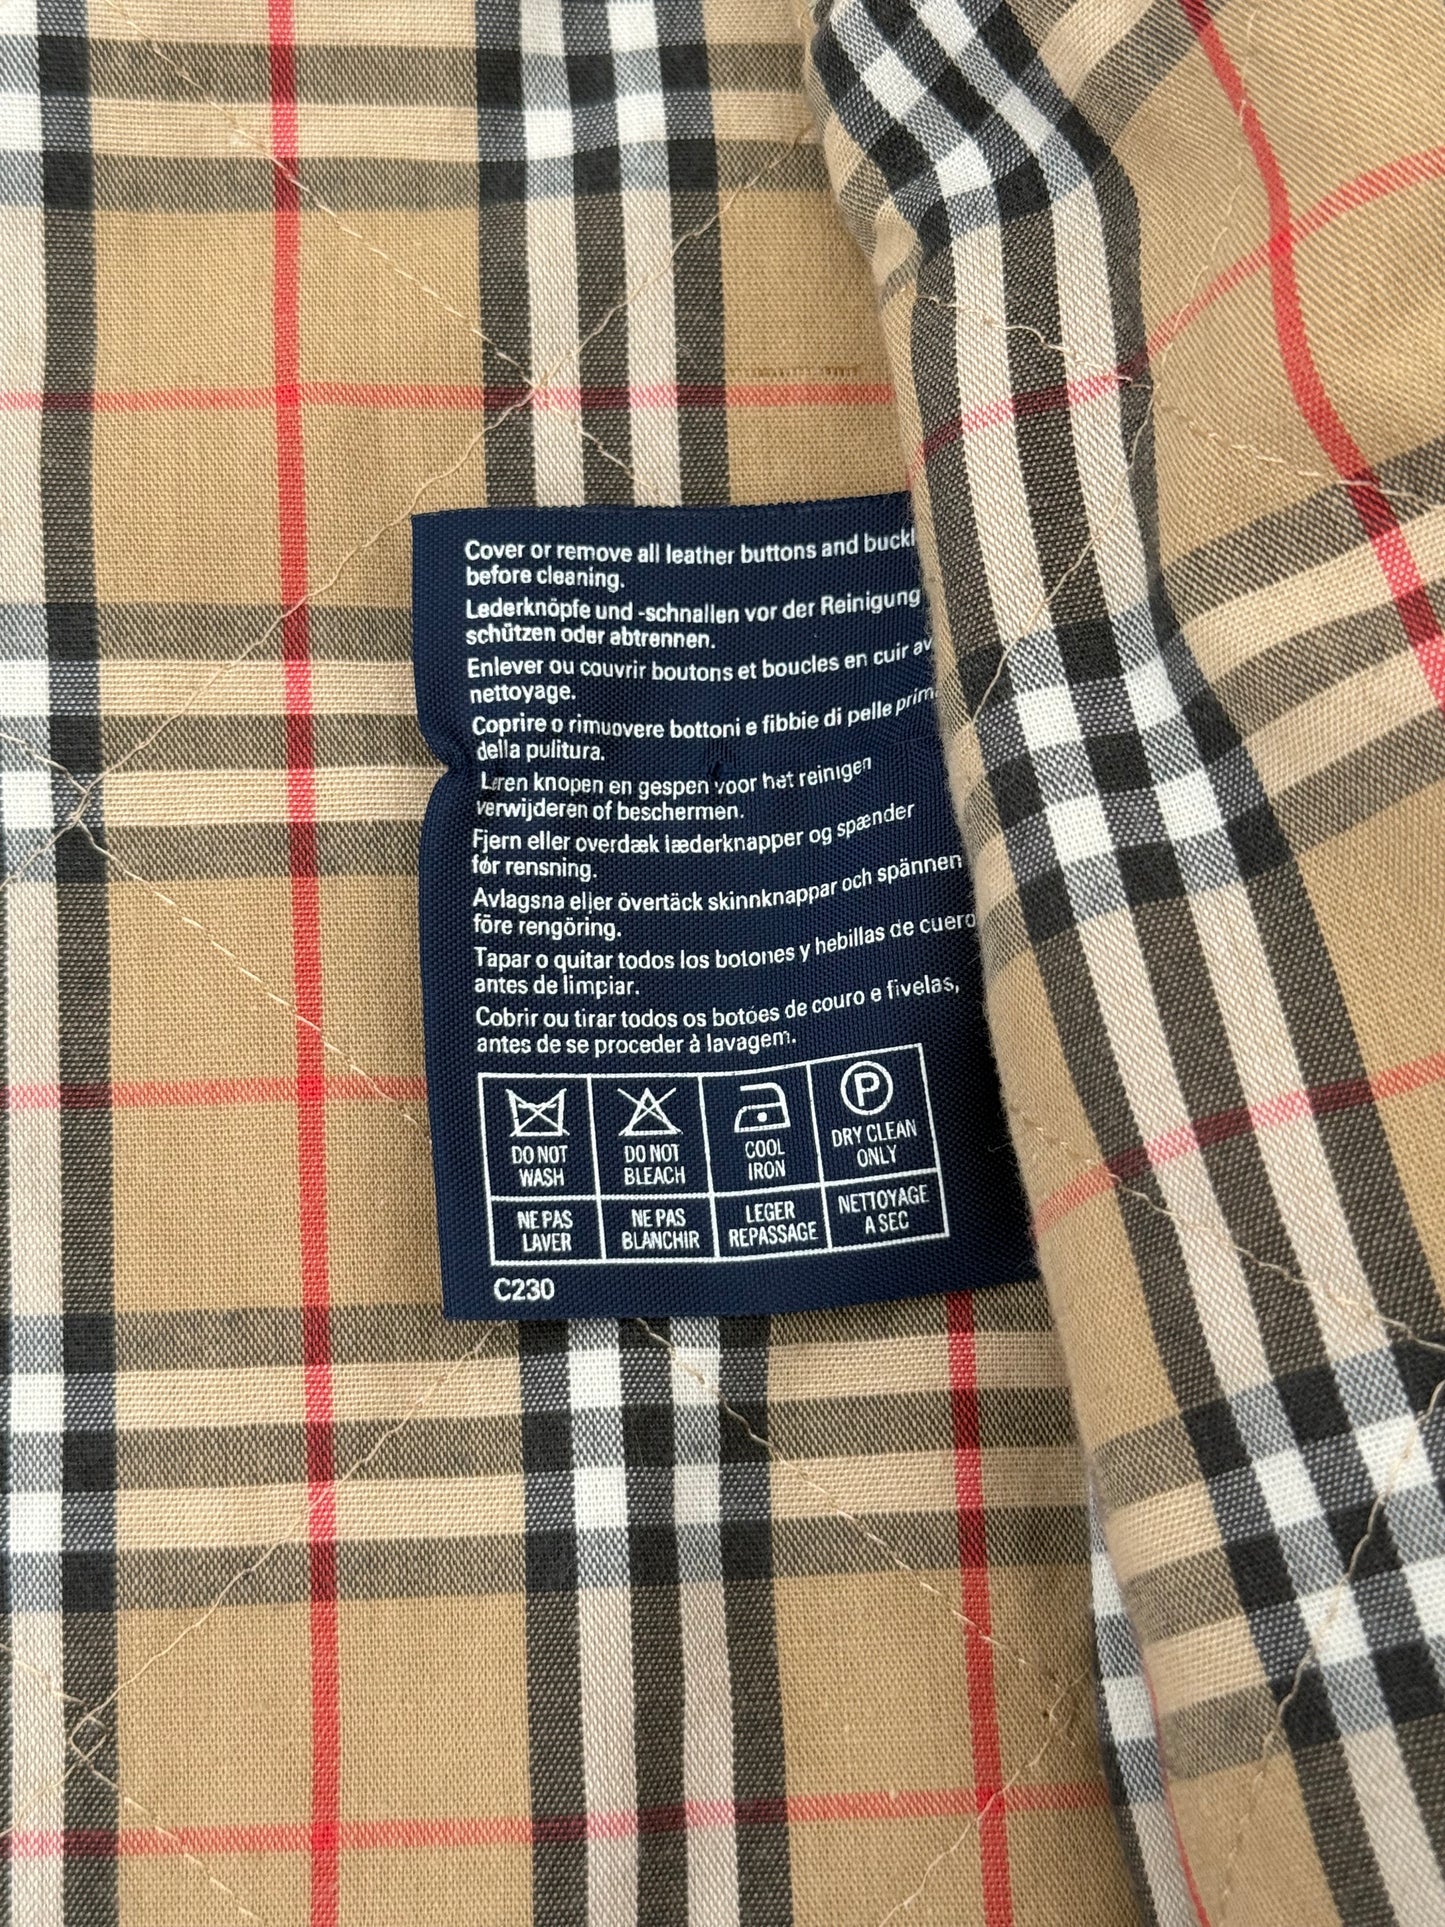 Cover or remove all leather buttons and buckl
before cleaning.
Lederknöpfe und -schnallen vor der Reinigung
schützen oder abtrennen.
Enlever ou couvrir boutons et boucles en cuir av
nettoyage.
Coprire o rimuovere bottoni e fibbie di pelle prim
della pulitura.
Leren knopen en gespen voor het reinigen
verwijderen of beschermen.
Fjern eller overdæk læderknapper og spænder
før rensning.
Avlagsna eller övertäck skinnknappar och spännen
före rengöring.
Tapar o quitar todos los botones y hebillas de cuero
antes de limpiar.
Cobrir ou tirar todos os botões de couro e fivelas,
antes de se proceder à lavagem.
P
DO NOT WASH
DO NOT BLEACH
COOL IRON
DRY CLEAN ONLY
NE PAS LAVER
NE PAS BLANCHIR
LEGER REPASSAGE
NETTOYAGE A SEC
C230